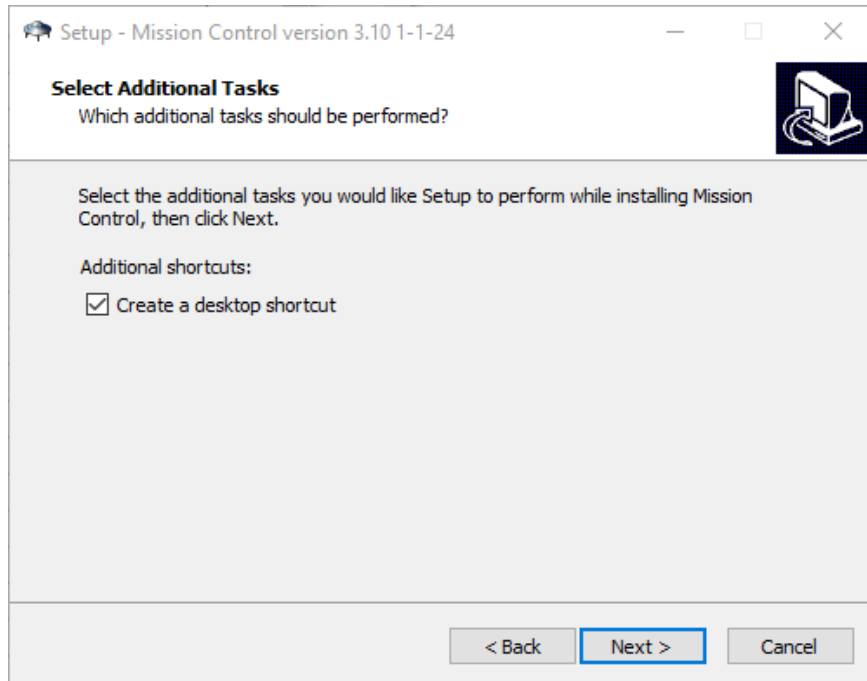 Setup - Mission Control version 3.10 1-1-24
Select Additional Tasks
Which additional tasks should be performed?
Select the additional tasks you would like Setup to perform while installing Mission
Control, then click Next.
Additional shortcuts:
Create a desktop shortcut
< Back
Next >
Cancel